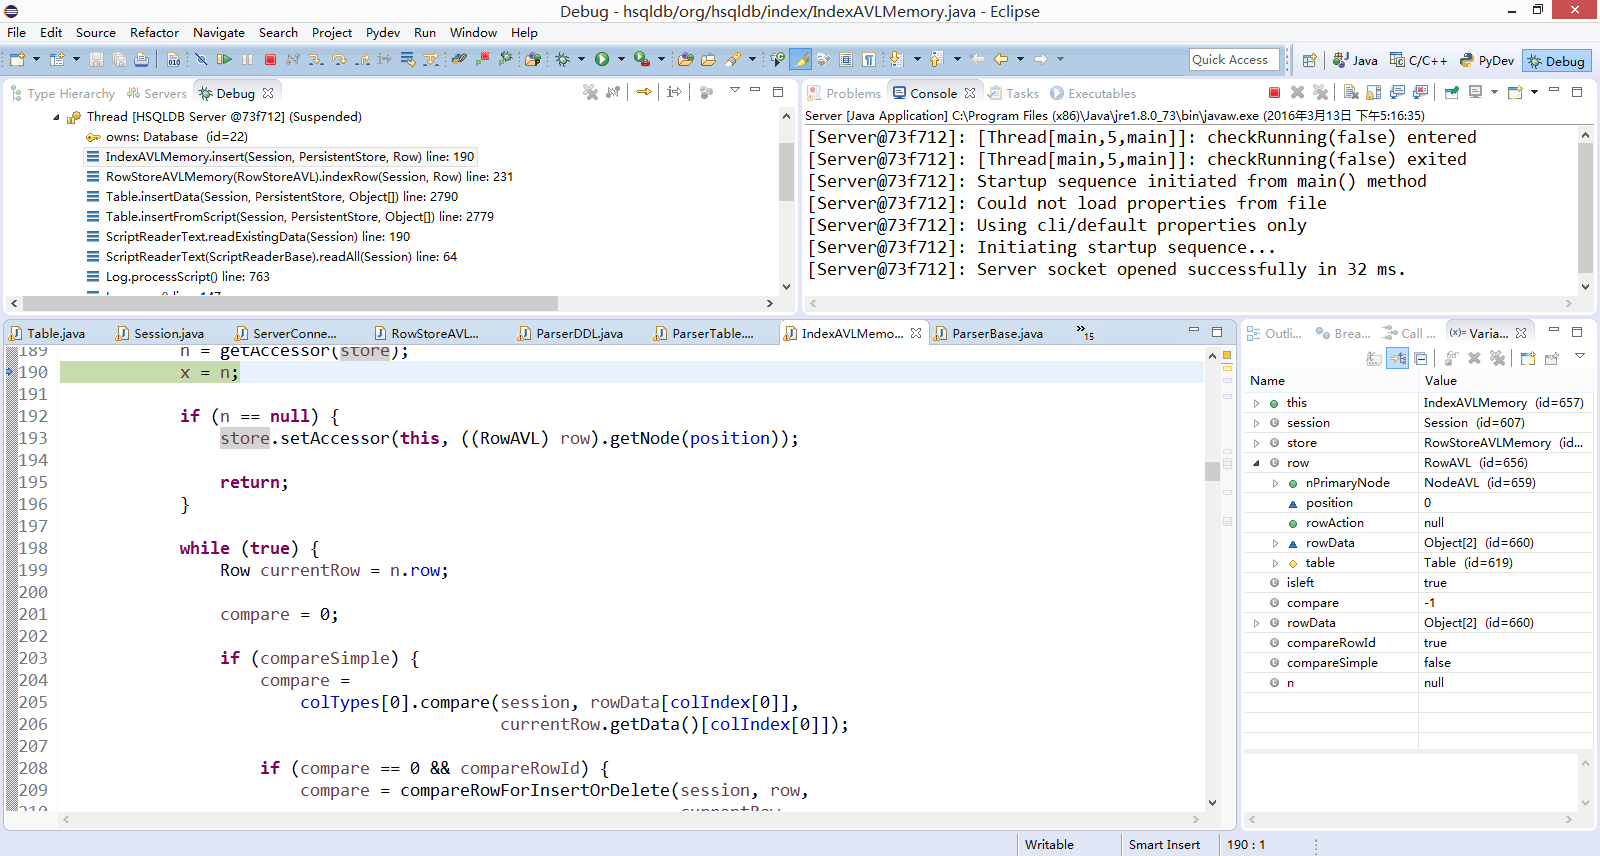 Debug - hsqldb/org/hsqldb/index/IndexAVLMemory.java - Eclipse
File Edit Source Refactor Navigate Search Project Pydev Run Window Help
Quick Access Java C/C++ PyDev Debug
Type Hierarchy Servers Debug
Thread [HSQLDB Server @73f712] (Suspended)
owns: Database (id=22)
IndexAVLMemory.insert(Session, PersistentStore, Row) line: 190
RowStoreAVLMemory(RowStoreAVL).indexRow(Session, Row) line: 231
Table.insertData(Session, PersistentStore, Object[]) line: 2790
Table.insertFromScript(Session, PersistentStore, Object[]) line: 2779
ScriptReaderText.readExistingData(Session) line: 190
ScriptReaderText(ScriptReaderBase).readAll(Session) line: 64
Log.processScript() line: 763
Problems Console Tasks Executables
Server [Java Application] C:\Program Files (x86)\Java\jre1.8.0_73\bin\javaw.exe (2016年3月13日 下午5:16:35)
[Server@73f712]: [Thread[main,5,main]]: checkRunning(false) entered
[Server@73f712]: [Thread[main,5,main]]: checkRunning(false) exited
[Server@73f712]: Startup sequence initiated from main() method
[Server@73f712]: Could not load properties from file
[Server@73f712]: Using cli/default properties only
[Server@73f712]: Initiating startup sequence...
[Server@73f712]: Server socket opened successfully in 32 ms.
Table.java Session.java ServerConne... RowStoreAVL... ParserDDL.java ParserTable.... IndexAVLMemo... ParserBase.java »15
189 n = getAccessor(store);
190 x = n;
191
192 if (n == null) {
193 store.setAccessor(this, ((RowAVL) row).getNode(position));
194
195 return;
196 }
197
198 while (true) {
199 Row currentRow = n.row;
200
201 compare = 0;
202
203 if (compareSimple) {
204 compare =
205 colTypes[0].compare(session, rowData[colIndex[0]],
206 currentRow.getData()[colIndex[0]]);
207
208 if (compare == 0 && compareRowId) {
209 compare = compareRowForInsertOrDelete(session, row,
210 currentRow
Outli... Brea... Call ... (x)= Varia...
Name Value
this IndexAVLMemory (id=657)
session Session (id=607)
store RowStoreAVLMemory (id...
row RowAVL (id=656)
nPrimaryNode NodeAVL (id=659)
position 0
rowAction null
rowData Object[2] (id=660)
table Table (id=619)
isleft true
compare -1
rowData Object[2] (id=660)
compareRowId true
compareSimple false
n null
Writable Smart Insert 190 : 1